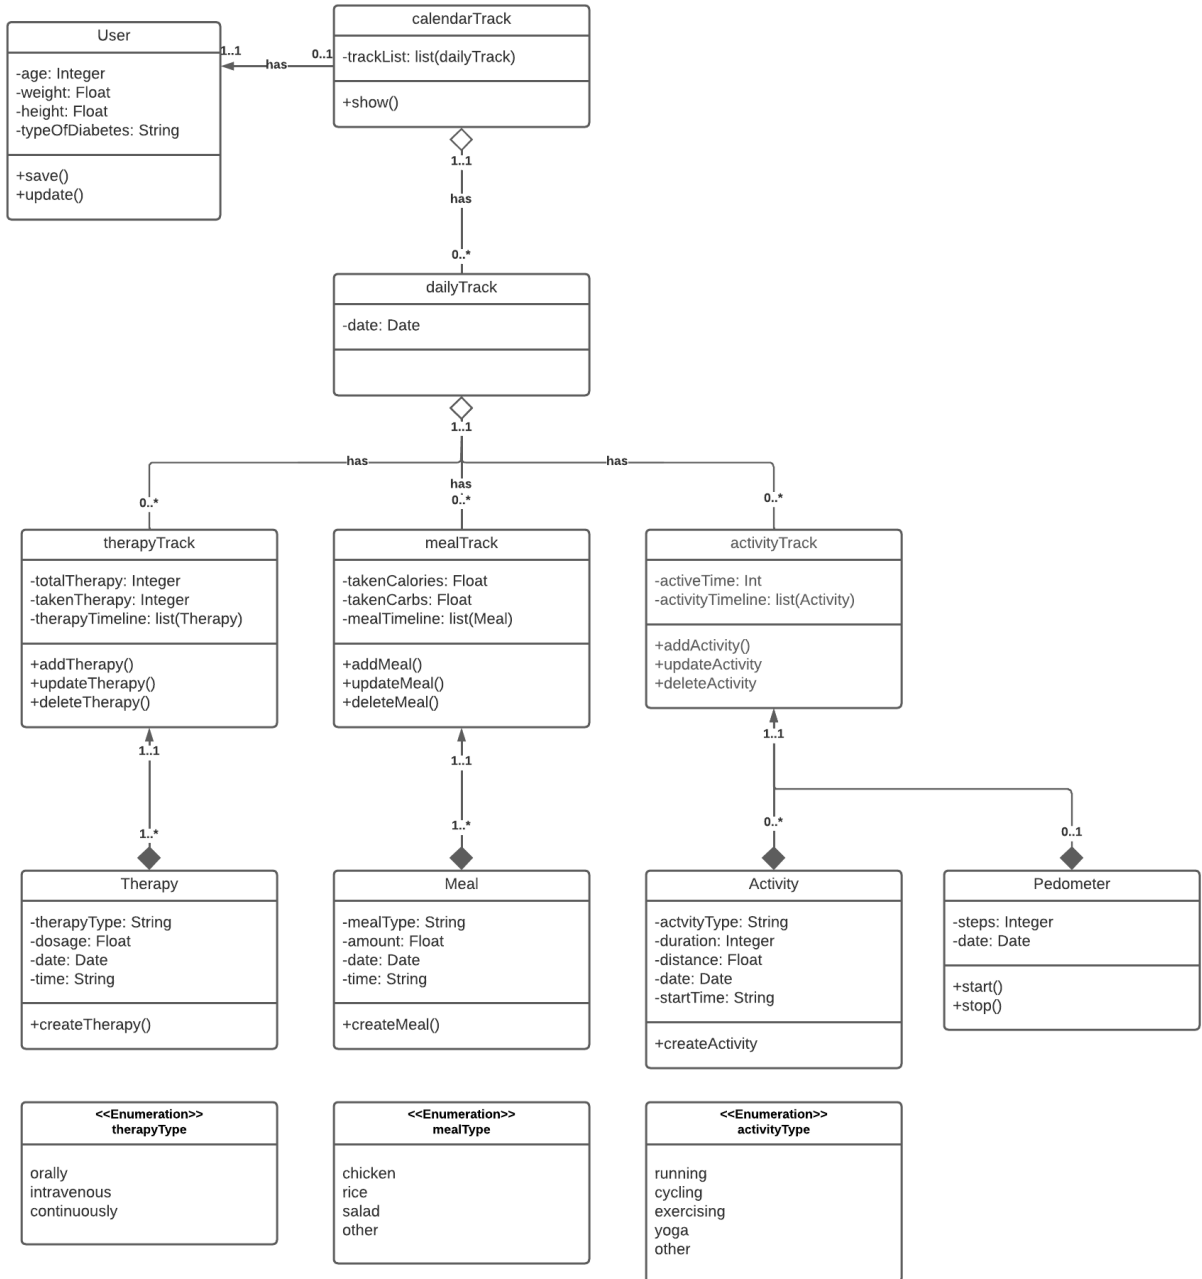 User
-age: Integer
-weight: Float
-height: Float
-typeOfDiabetes: String
+save()
+update()
1..1
has
0..1
calendarTrack
-trackList: list(dailyTrack)
+show()
1..1
has
0..*
dailyTrack
-date: Date
1..1
has
has
has
0..*
0..*
0..*
therapyTrack
-totalTherapy: Integer
-takenTherapy: Integer
-therapyTimeline: list(Therapy)
+addTherapy()
+updateTherapy()
+deleteTherapy()
mealTrack
-takenCalories: Float
-takenCarbs: Float
-mealTimeline: list(Meal)
+addMeal()
+updateMeal()
+deleteMeal()
activityTrack
-activeTime: Int
-activityTimeline: list(Activity)
+addActivity()
+updateActivity
+deleteActivity
1..1
1..*
1..1
1..*
1..1
0..*
0..1
Therapy
-therapyType: String
-dosage: Float
-date: Date
-time: String
+createTherapy()
Meal
-mealType: String
-amount: Float
-date: Date
-time: String
+createMeal()
Activity
-actvityType: String
-duration: Integer
-distance: Float
-date: Date
-startTime: String
+createActivity
Pedometer
-steps: Integer
-date: Date
+start()
+stop()
<<Enumeration>>
therapyType
orally
intravenous
continuously
<<Enumeration>>
mealType
chicken
rice
salad
other
<<Enumeration>>
activityType
running
cycling
exercising
yoga
other